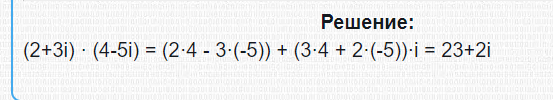 Решение:
(2+3i) · (4-5i) = (2·4 - 3·(-5)) + (3·4 + 2·(-5))·i = 23+2i